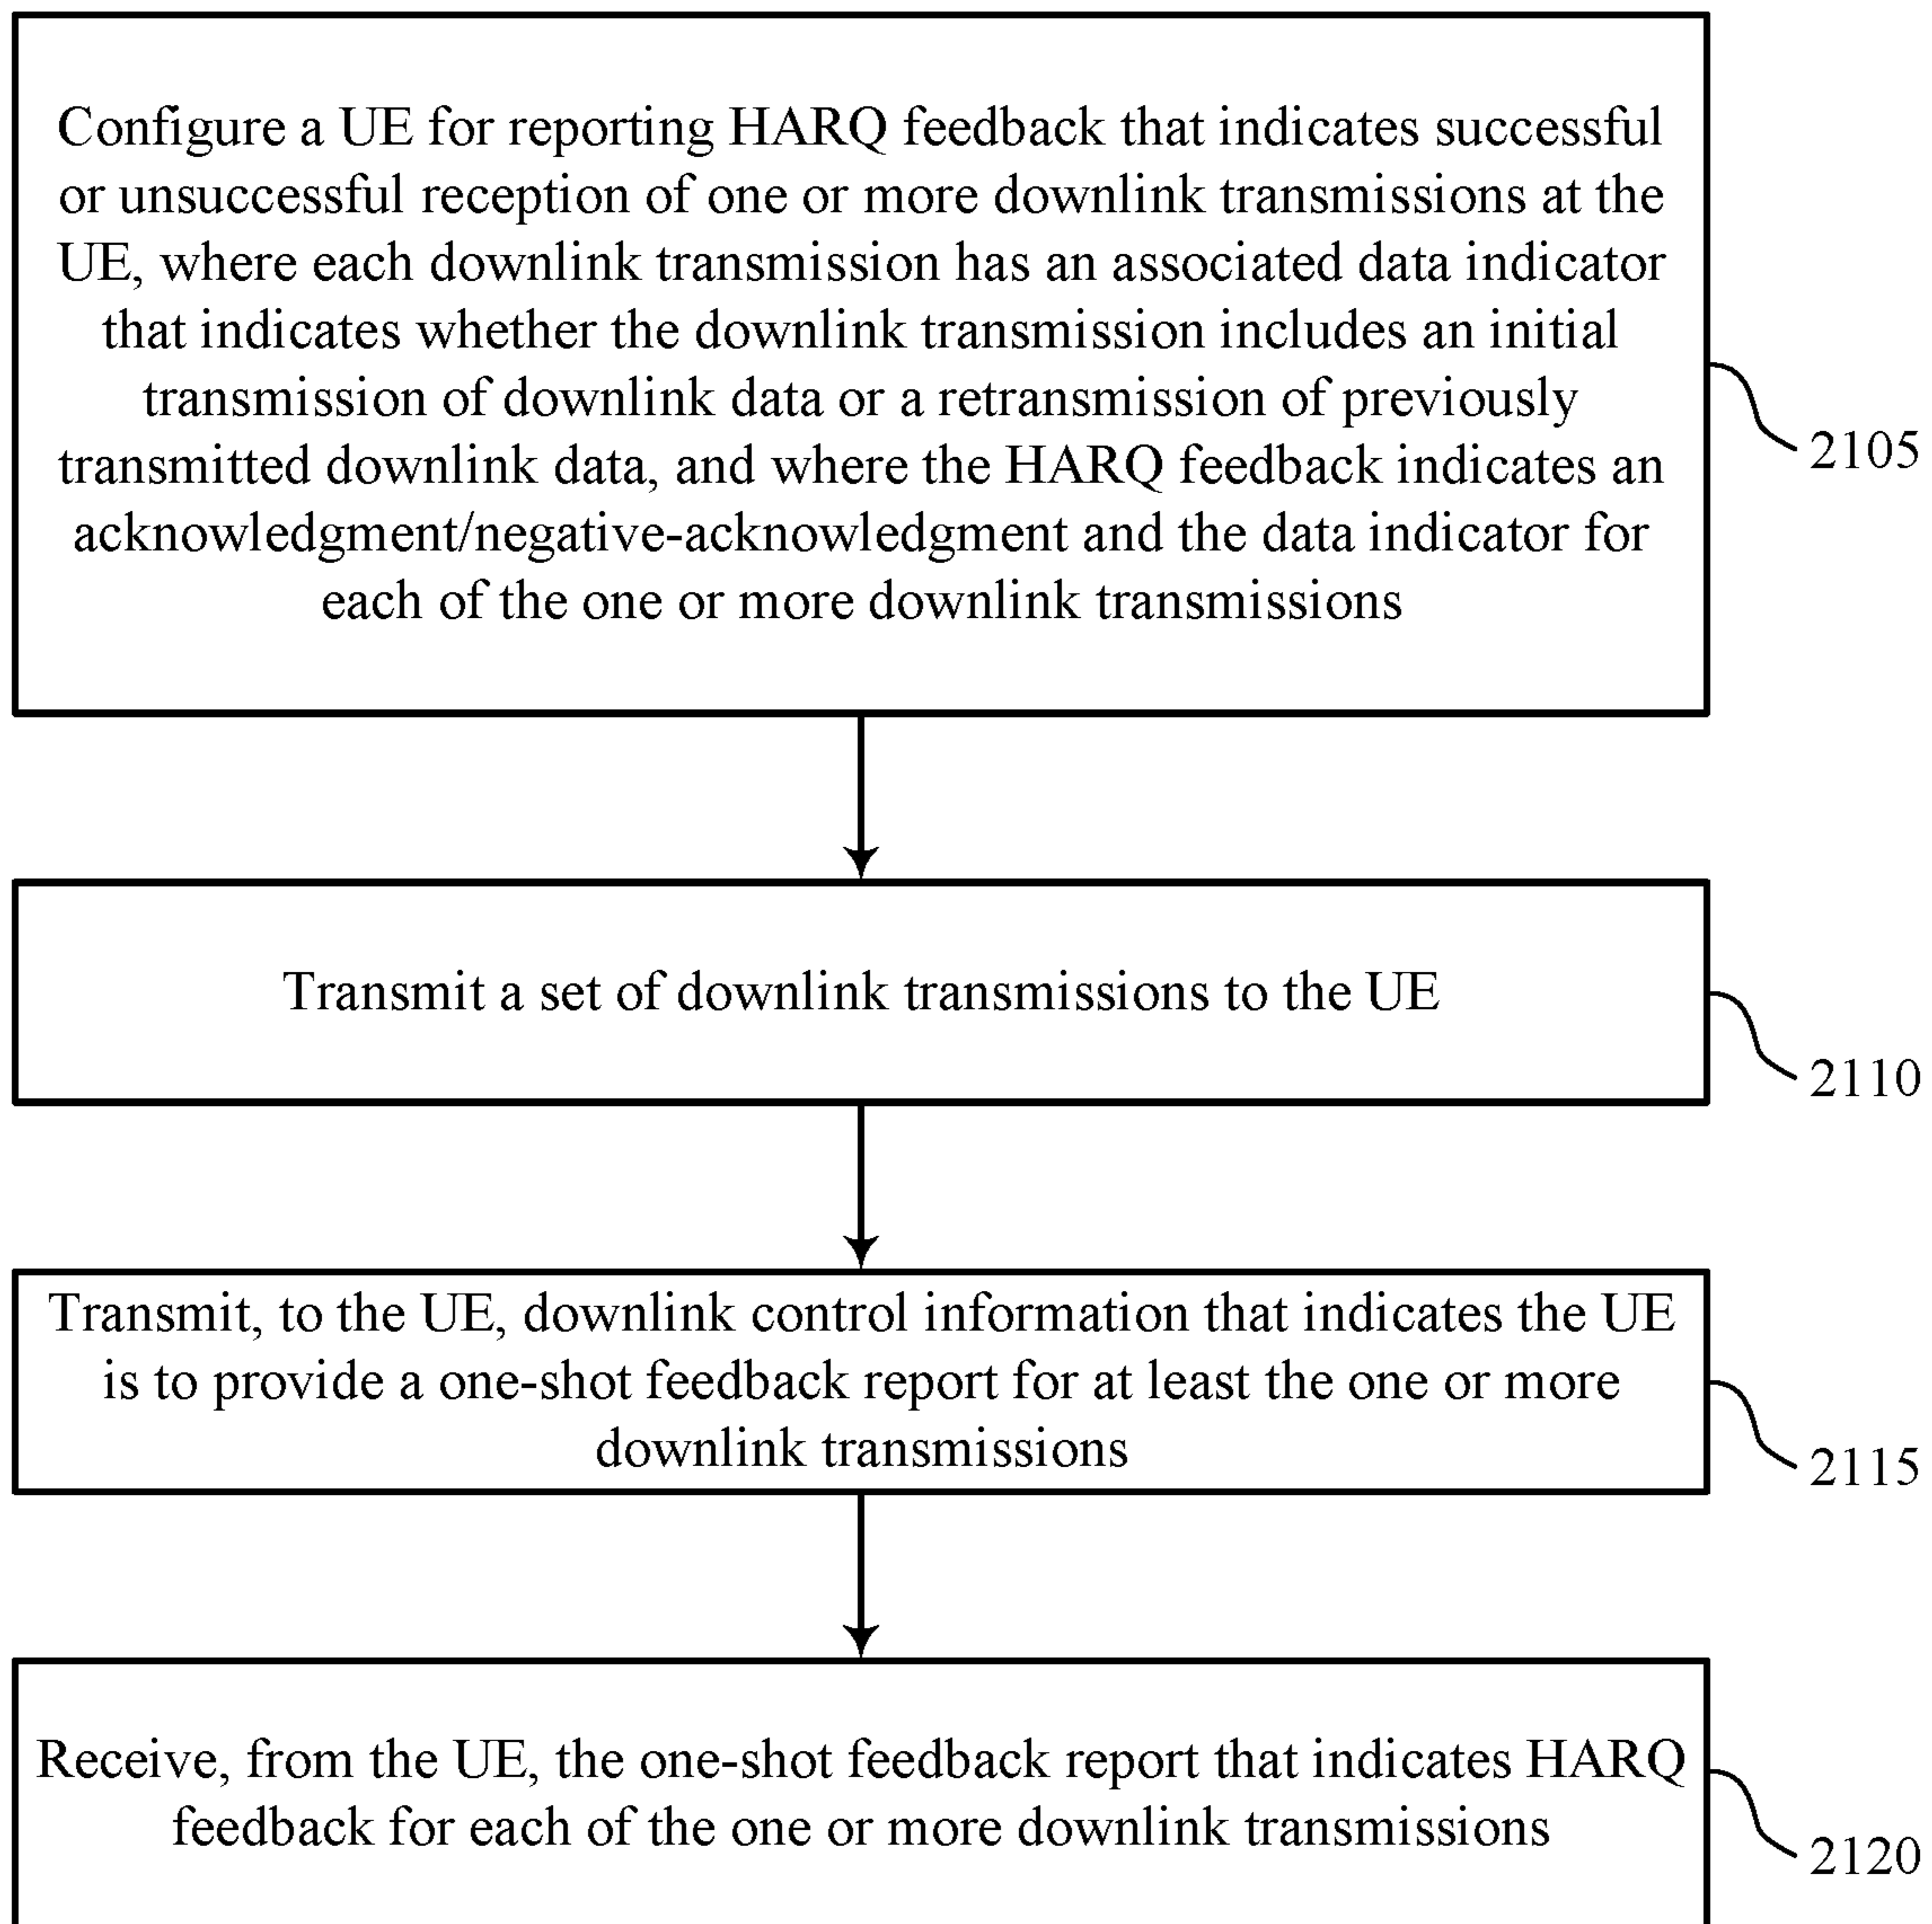 Configure a UE for reporting HARQ feedback that indicates successful
or unsuccessful reception of one or more downlink transmissions at the
UE, where each downlink transmission has an associated data indicator
that indicates whether the downlink transmission includes an initial
transmission of downlink data or a retransmission of previously
transmitted downlink data, and where the HARQ feedback indicates an
acknowledgment/negative-acknowledgment and the data indicator for
each of the one or more downlink transmissions
2105
Transmit a set of downlink transmissions to the UE
2110
Transmit, to the UE, downlink control information that indicates the UE
is to provide a one-shot feedback report for at least the one or more
downlink transmissions
2115
Receive, from the UE, the one-shot feedback report that indicates HARQ
feedback for each of the one or more downlink transmissions
2120